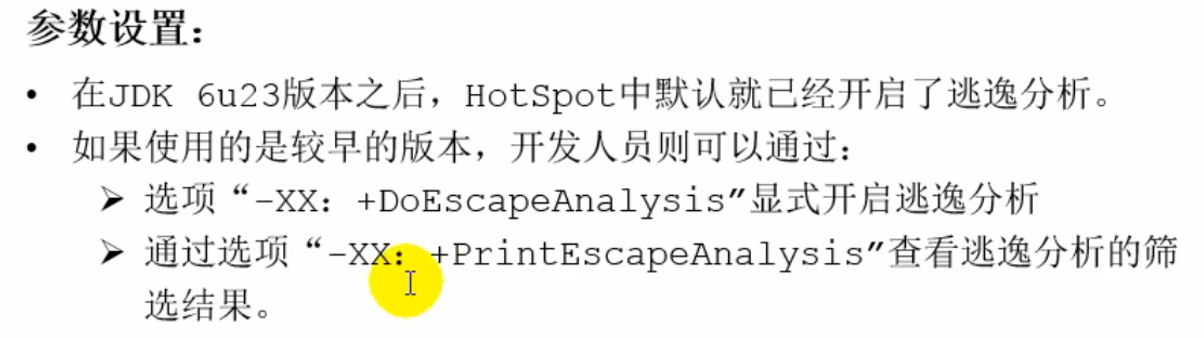 参数设置：
• 在JDK 6u23版本之后，HotSpot中默认就已经开启了逃逸分析。
• 如果使用的是较早的版本，开发人员则可以通过：
➢ 选项“-XX：+DoEscapeAnalysis”显式开启逃逸分析
➢ 通过选项“-XX：+PrintEscapeAnalysis”查看逃逸分析的筛
选结果。